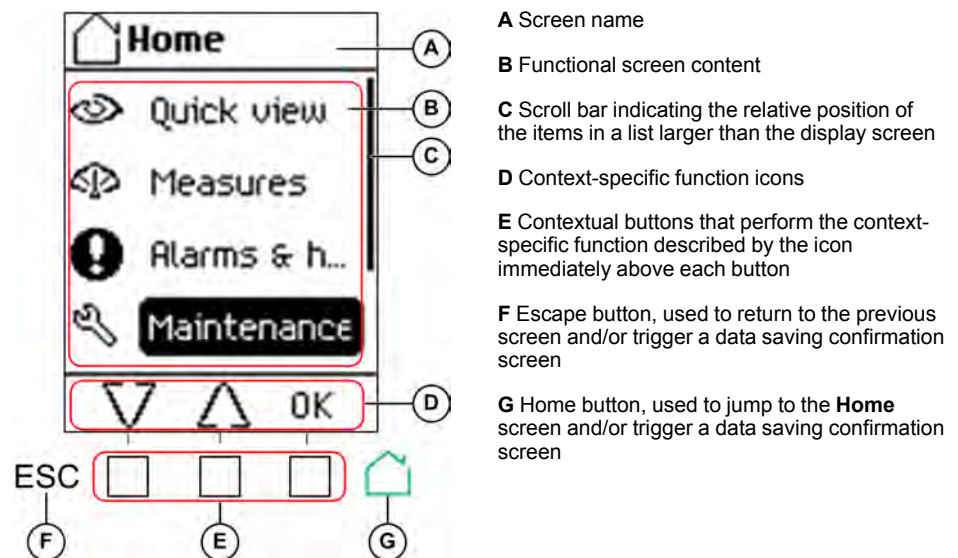 Home
Quick view
Measures
Alarms & h...
Maintenance
OK
ESC
A
B
C
D
F
E
G
A Screen name
B Functional screen content
C Scroll bar indicating the relative position of
the items in a list larger than the display screen
D Context-specific function icons
E Contextual buttons that perform the context-
specific function described by the icon
immediately above each button
F Escape button, used to return to the previous
screen and/or trigger a data saving confirmation
screen
G Home button, used to jump to the Home
screen and/or trigger a data saving confirmation
screen